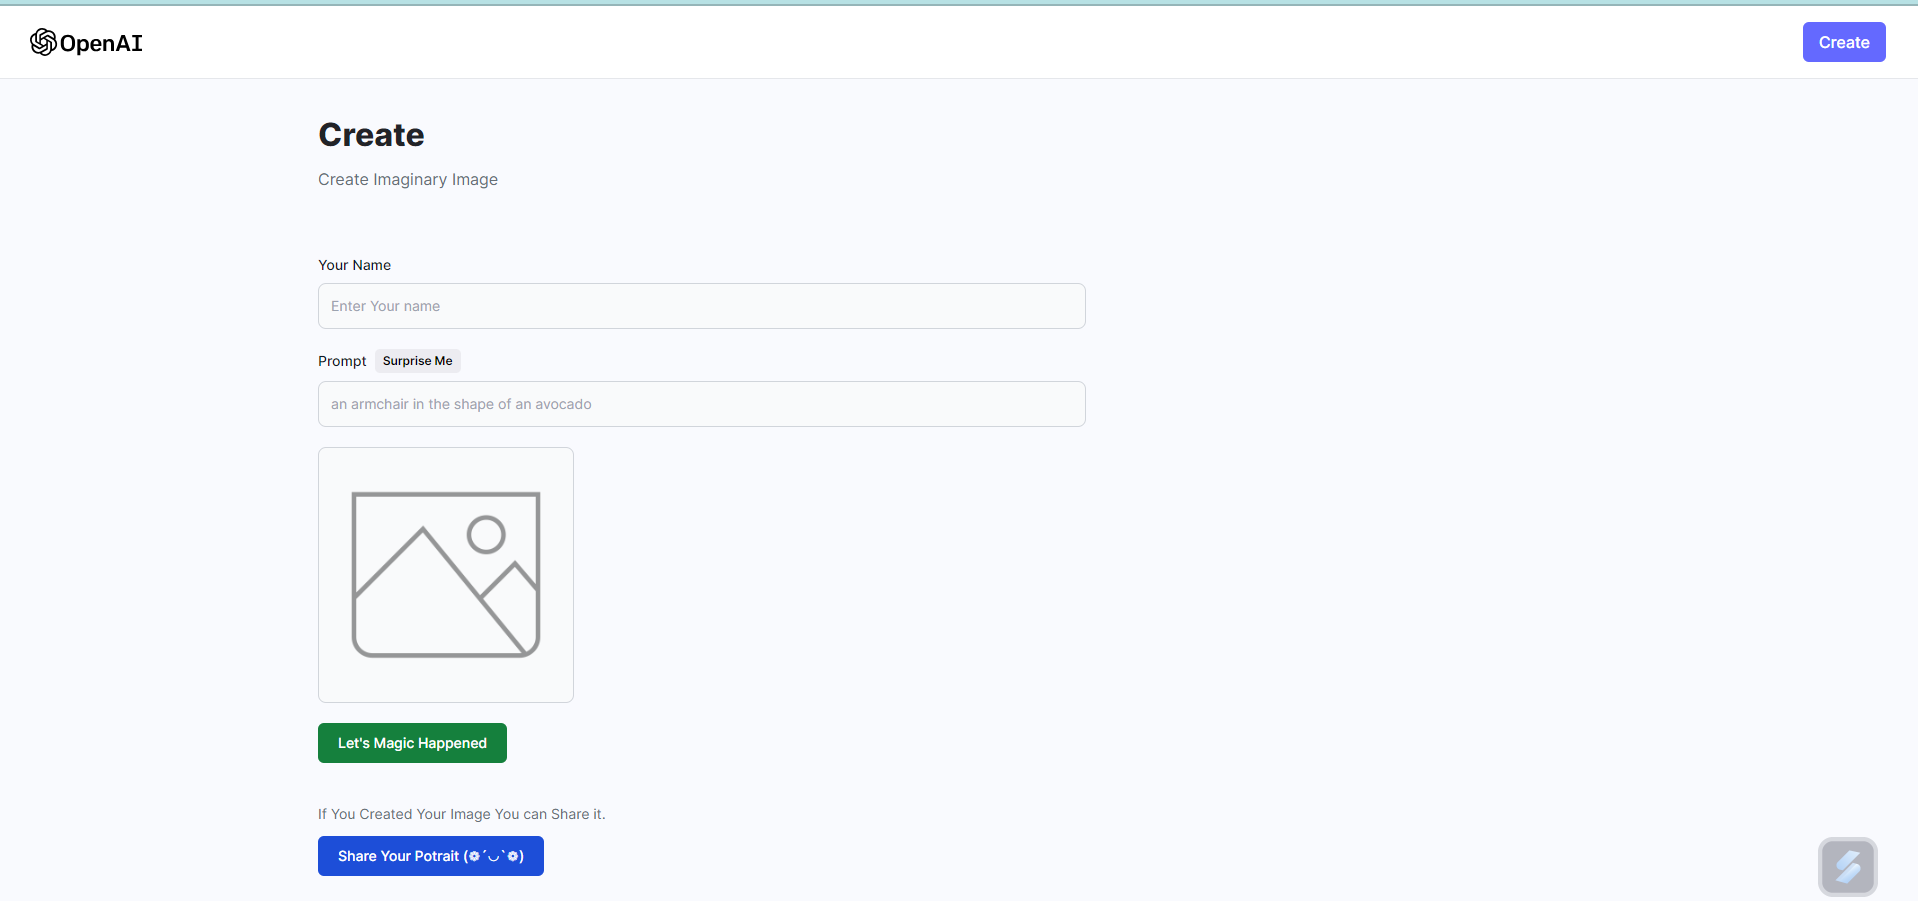 OpenAI
Create
Create
Create Imaginary Image
Your Name
Enter Your name
Prompt Surprise Me
an armchair in the shape of an avocado
Let's Magic Happened
If You Created Your Image You can Share it.
Share Your Potrait (❁´◡`❁)